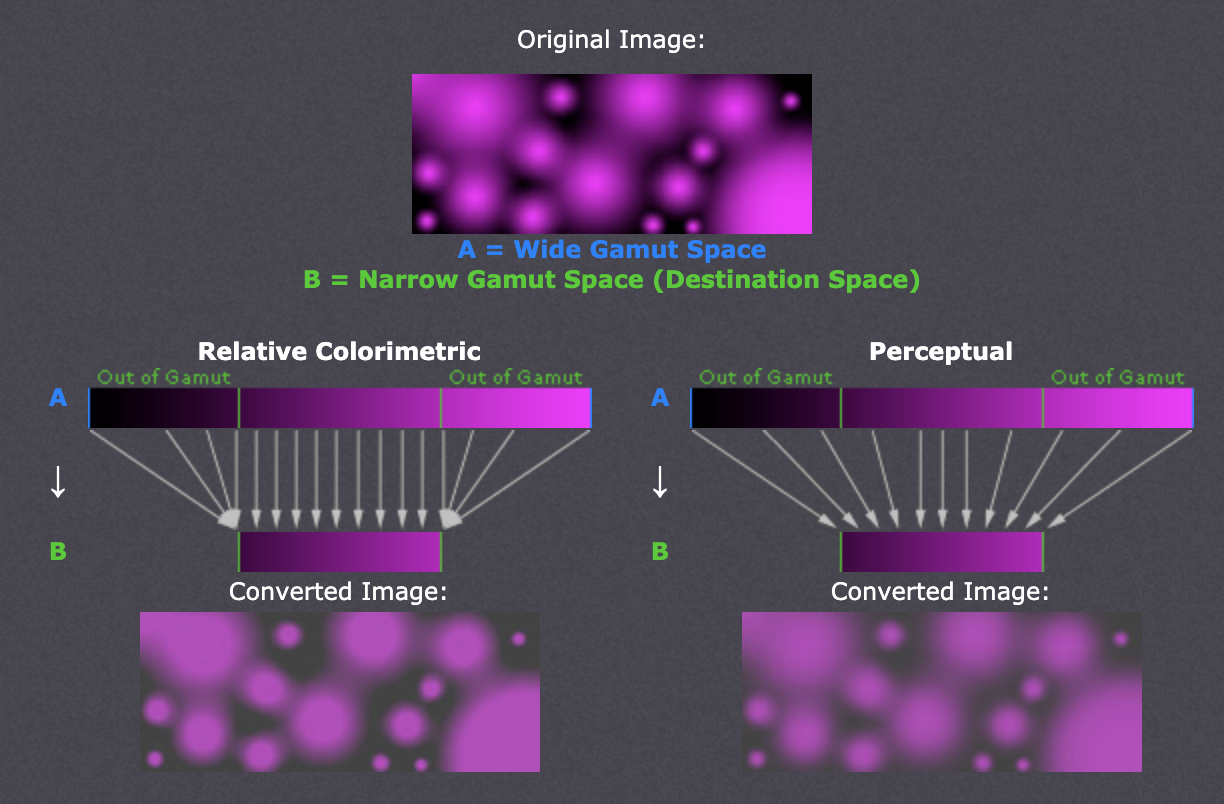 Original Image:
A = Wide Gamut Space
B = Narrow Gamut Space (Destination Space)
Relative Colorimetric
Out of Gamut
Out of Gamut
A
↓
B
Converted Image:
Perceptual
Out of Gamut
Out of Gamut
A
↓
B
Converted Image: